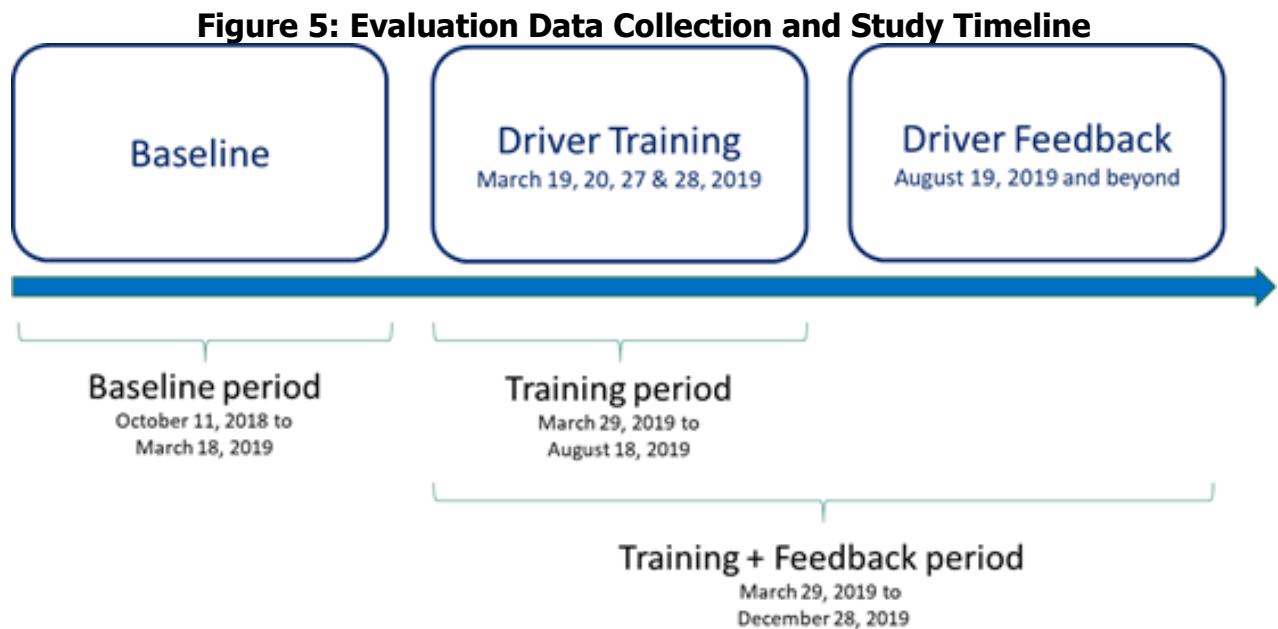 Figure 5: Evaluation Data Collection and Study Timeline
Baseline
Driver Training
March 19, 20, 27 & 28, 2019
Driver Feedback
August 19, 2019 and beyond
Baseline period
October 11, 2018 to
March 18, 2019
Training period
March 29, 2019 to
August 18, 2019
Training + Feedback period
March 29, 2019 to
December 28, 2019